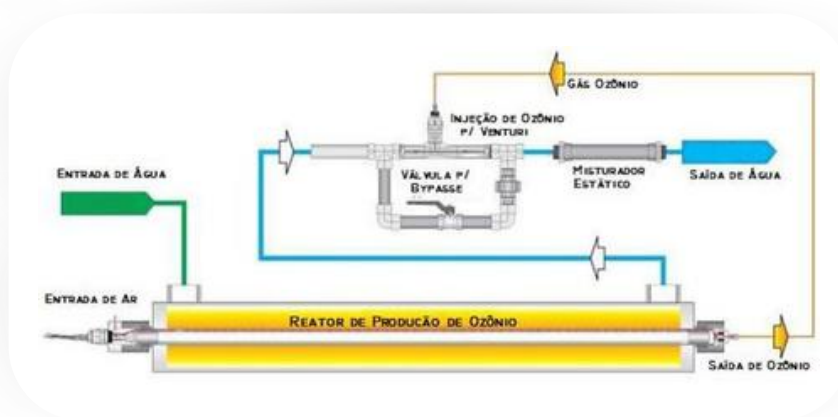 GÁS OZÔNIO
INJEÇÃO DE OZÔNIO
P/ VENTURI
ENTRADA DE ÁGUA
VÁLVULA P/
BYPASSE
MISTURADOR
ESTÁTICO
SAÍDA DE ÁGUA
ENTRADA DE AR
REATOR DE PRODUÇÃO DE OZÔNIO
SAÍDA DE OZÔNIO